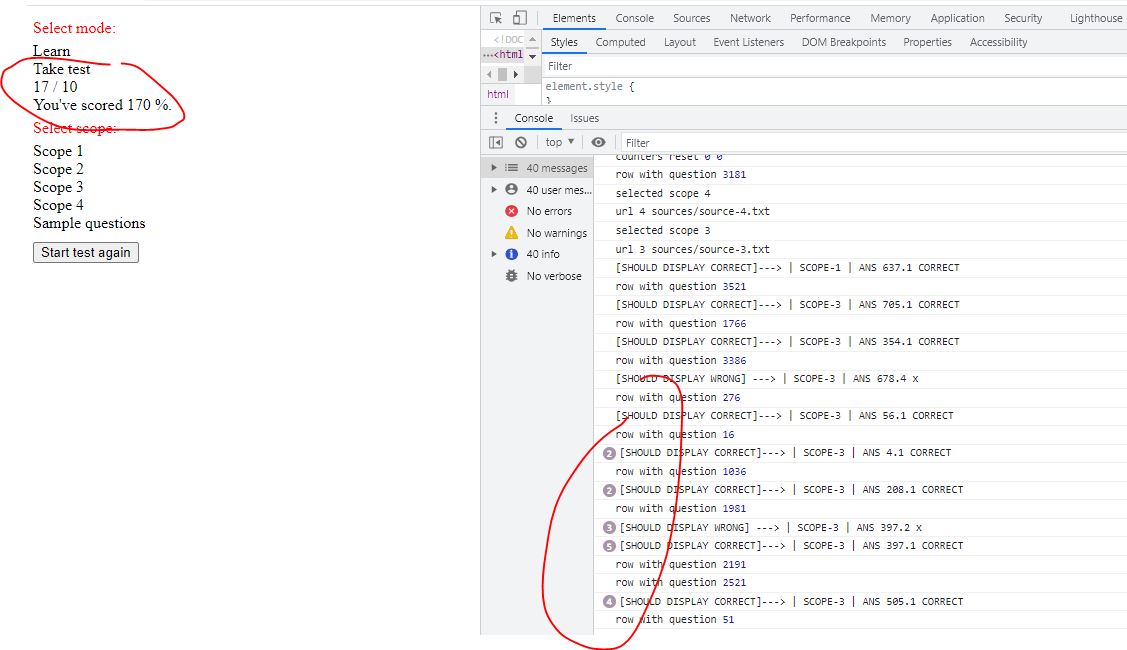 Select mode:
Learn
Take test
17 / 10
You've scored 170 %.
Select scope:
Scope 1
Scope 2
Scope 3
Scope 4
Sample questions
Start test again
Elements Console Sources Network Performance Memory Application Security Lighthouse
<!DOC
Styles Computed Layout Event Listeners DOM Breakpoints Properties Accessibility
...<html
Filter
element.style {
}
html
Console Issues
top Filter
40 messages
40 user mes...
No errors
No warnings
40 info
No verbose
counters reset 0 0
row with question 3181
selected scope 4
url 4 sources/source-4.txt
selected scope 3
url 3 sources/source-3.txt
[SHOULD DISPLAY CORRECT]---> | SCOPE-1 | ANS 637.1 CORRECT
row with question 3521
[SHOULD DISPLAY CORRECT]---> | SCOPE-3 | ANS 705.1 CORRECT
row with question 1766
[SHOULD DISPLAY CORRECT]---> | SCOPE-3 | ANS 354.1 CORRECT
row with question 3386
[SHOULD DISPLAY WRONG] ---> | SCOPE-3 | ANS 678.4 x
row with question 276
[SHOULD DISPLAY CORRECT]---> | SCOPE-3 | ANS 56.1 CORRECT
row with question 16
2 [SHOULD DISPLAY CORRECT]---> | SCOPE-3 | ANS 4.1 CORRECT
row with question 1036
2 [SHOULD DISPLAY CORRECT]---> | SCOPE-3 | ANS 208.1 CORRECT
row with question 1981
3 [SHOULD DISPLAY WRONG] ---> | SCOPE-3 | ANS 397.2 x
5 [SHOULD DISPLAY CORRECT]---> | SCOPE-3 | ANS 397.1 CORRECT
row with question 2191
row with question 2521
4 [SHOULD DISPLAY CORRECT]---> | SCOPE-3 | ANS 505.1 CORRECT
row with question 51